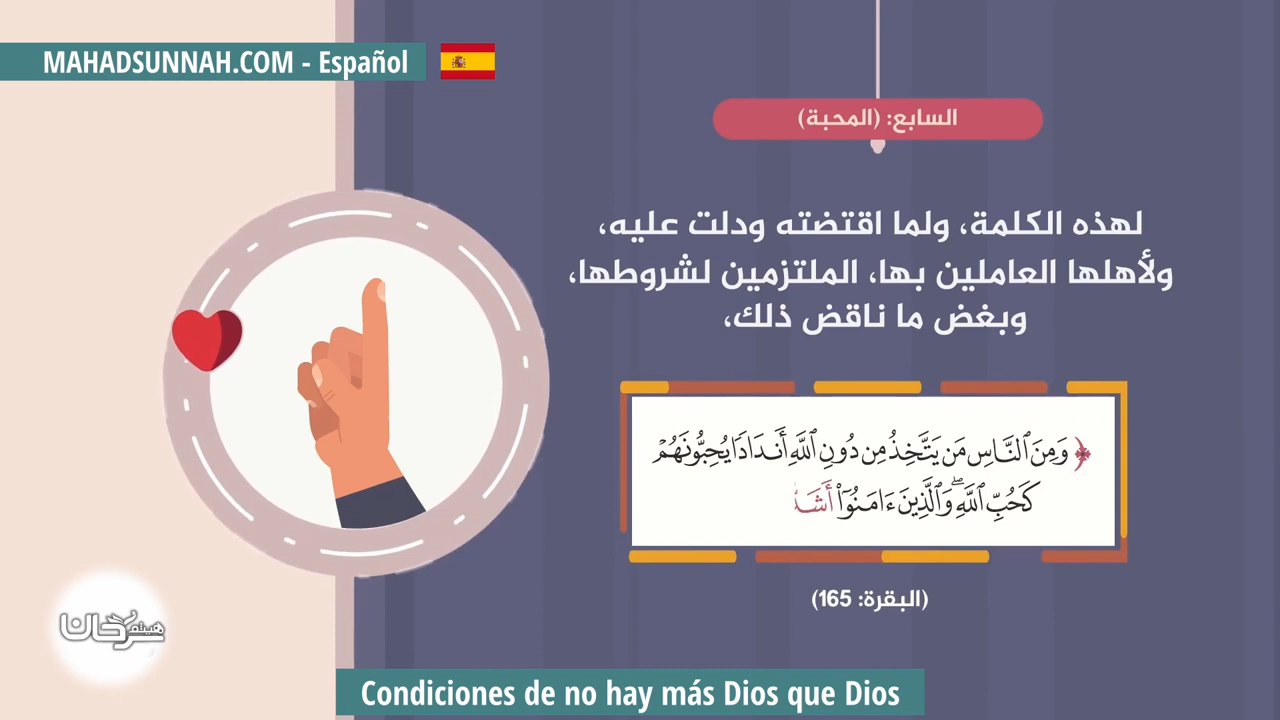 MAHADSUNNAH.COM - Español
السابع: (المحبة)
لهذه الكلمة، ولما اقتضته ودلت عليه،
ولأهلها العاملين بها، الملتزمين لشروطها،
وبغض ما ناقض ذلك،
﴿ وَمِنَ ٱلنَّاسِ مَن يَتَّخِذُ مِن دُونِ ٱللَّهِ أَندَادًا يُحِبُّونَهُمْ
كَحُبِّ ٱللَّهِ ۖ وَٱلَّذِينَ ءَامَنُوٓا۟ أَشَدُّ
(البقرة: 165)
هيثم سرحان
Condiciones de no hay más Dios que Dios